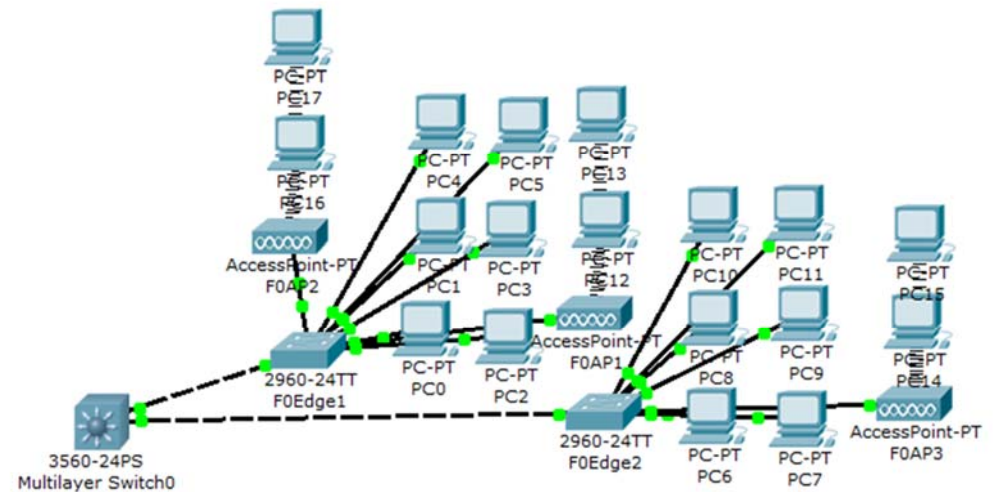 PC-PT
PC17
PC-PT
PC16
AccessPoint-PT
F0AP2
PC-PT
PC4
PC-PT
PC5
PC-PT
PC13
PC-PT
PC1
PC-PT
PC3
PC-PT
PC12
PC-PT
PC10
PC-PT
PC11
PC-PT
PC15
AccessPoint-PT
F0AP1
PC-PT
PC0
PC-PT
PC2
PC-PT
PC8
PC-PT
PC9
PC-PT
PC14
2960-24TT
F0Edge1
2960-24TT
F0Edge2
AccessPoint-PT
F0AP3
PC-PT
PC6
PC-PT
PC7
3560-24PS
Multilayer Switch0